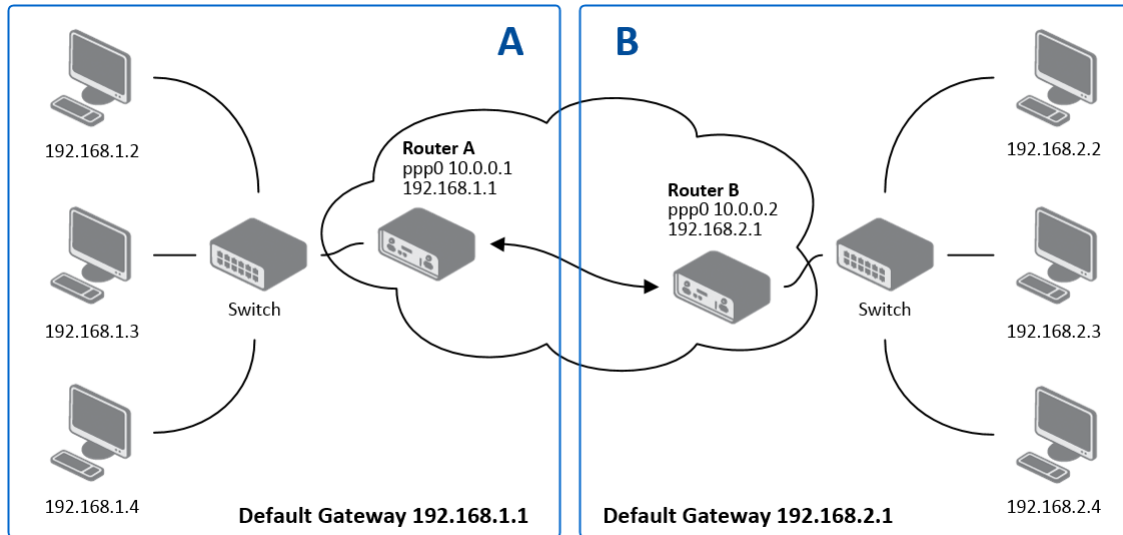 A
192.168.1.2
192.168.1.3
192.168.1.4
Switch
Router A
ppp0 10.0.0.1
192.168.1.1
Default Gateway 192.168.1.1
B
Router B
ppp0 10.0.0.2
192.168.2.1
Switch
192.168.2.2
192.168.2.3
192.168.2.4
Default Gateway 192.168.2.1